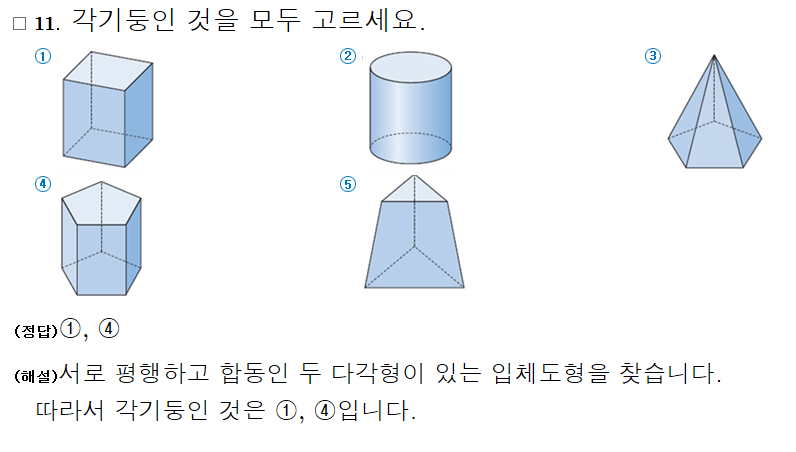 □ 11. 각기둥인 것을 모두 고르세요.
① ② ③
④ ⑤
(정답)①, ④
(해설)서로 평행하고 합동인 두 다각형이 있는 입체도형을 찾습니다.
따라서 각기둥인 것은 ①, ④입니다.